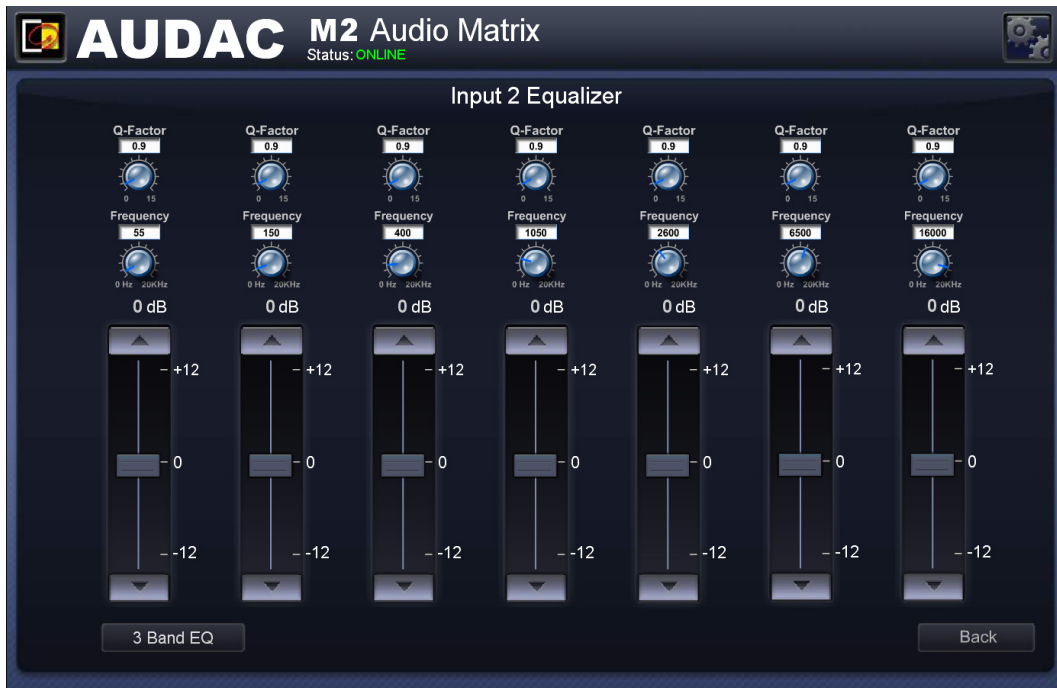 AUDAC M2 Audio Matrix
Status: ONLINE
Input 2 Equalizer
Q-Factor Q-Factor Q-Factor Q-Factor Q-Factor Q-Factor Q-Factor
0.9 0.9 0.9 0.9 0.9 0.9 0.9
0 15 0 15 0 15 0 15 0 15 0 15 0 15
Frequency Frequency Frequency Frequency Frequency Frequency Frequency
55 150 400 1050 2600 6500 16000
0 Hz 20KHz 0 Hz 20KHz 0 Hz 20KHz 0 Hz 20KHz 0 Hz 20KHz 0 Hz 20KHz 0 Hz 20KHz
0 dB 0 dB 0 dB 0 dB 0 dB 0 dB 0 dB
+12 +12 +12 +12 +12 +12 +12
0 0 0 0 0 0 0
-12 -12 -12 -12 -12 -12 -12
3 Band EQ Back